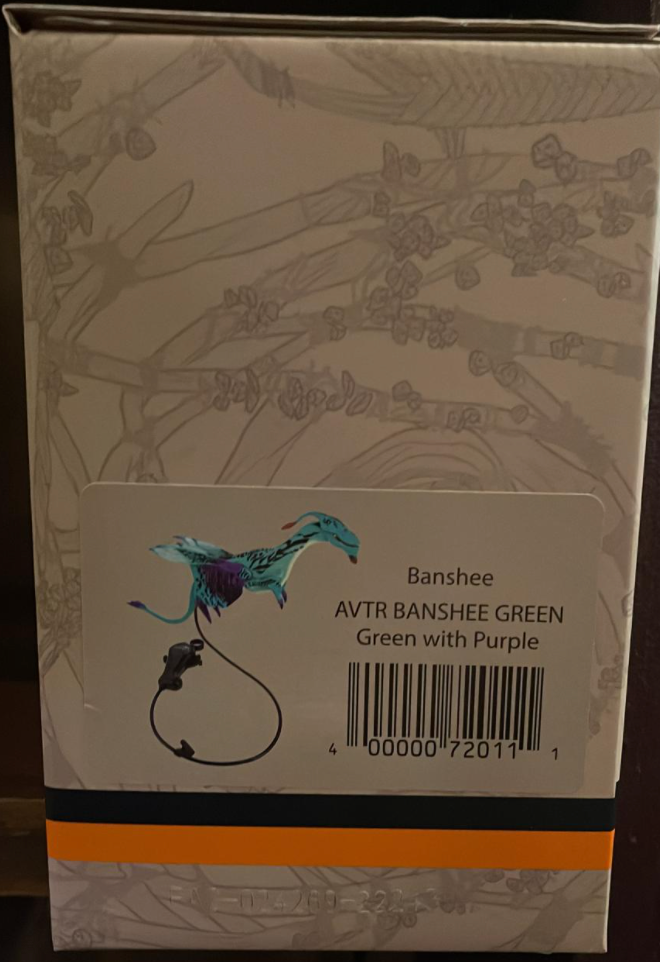 Banshee
AVTR BANSHEE GREEN
Green with Purple
4 00000 72011 1